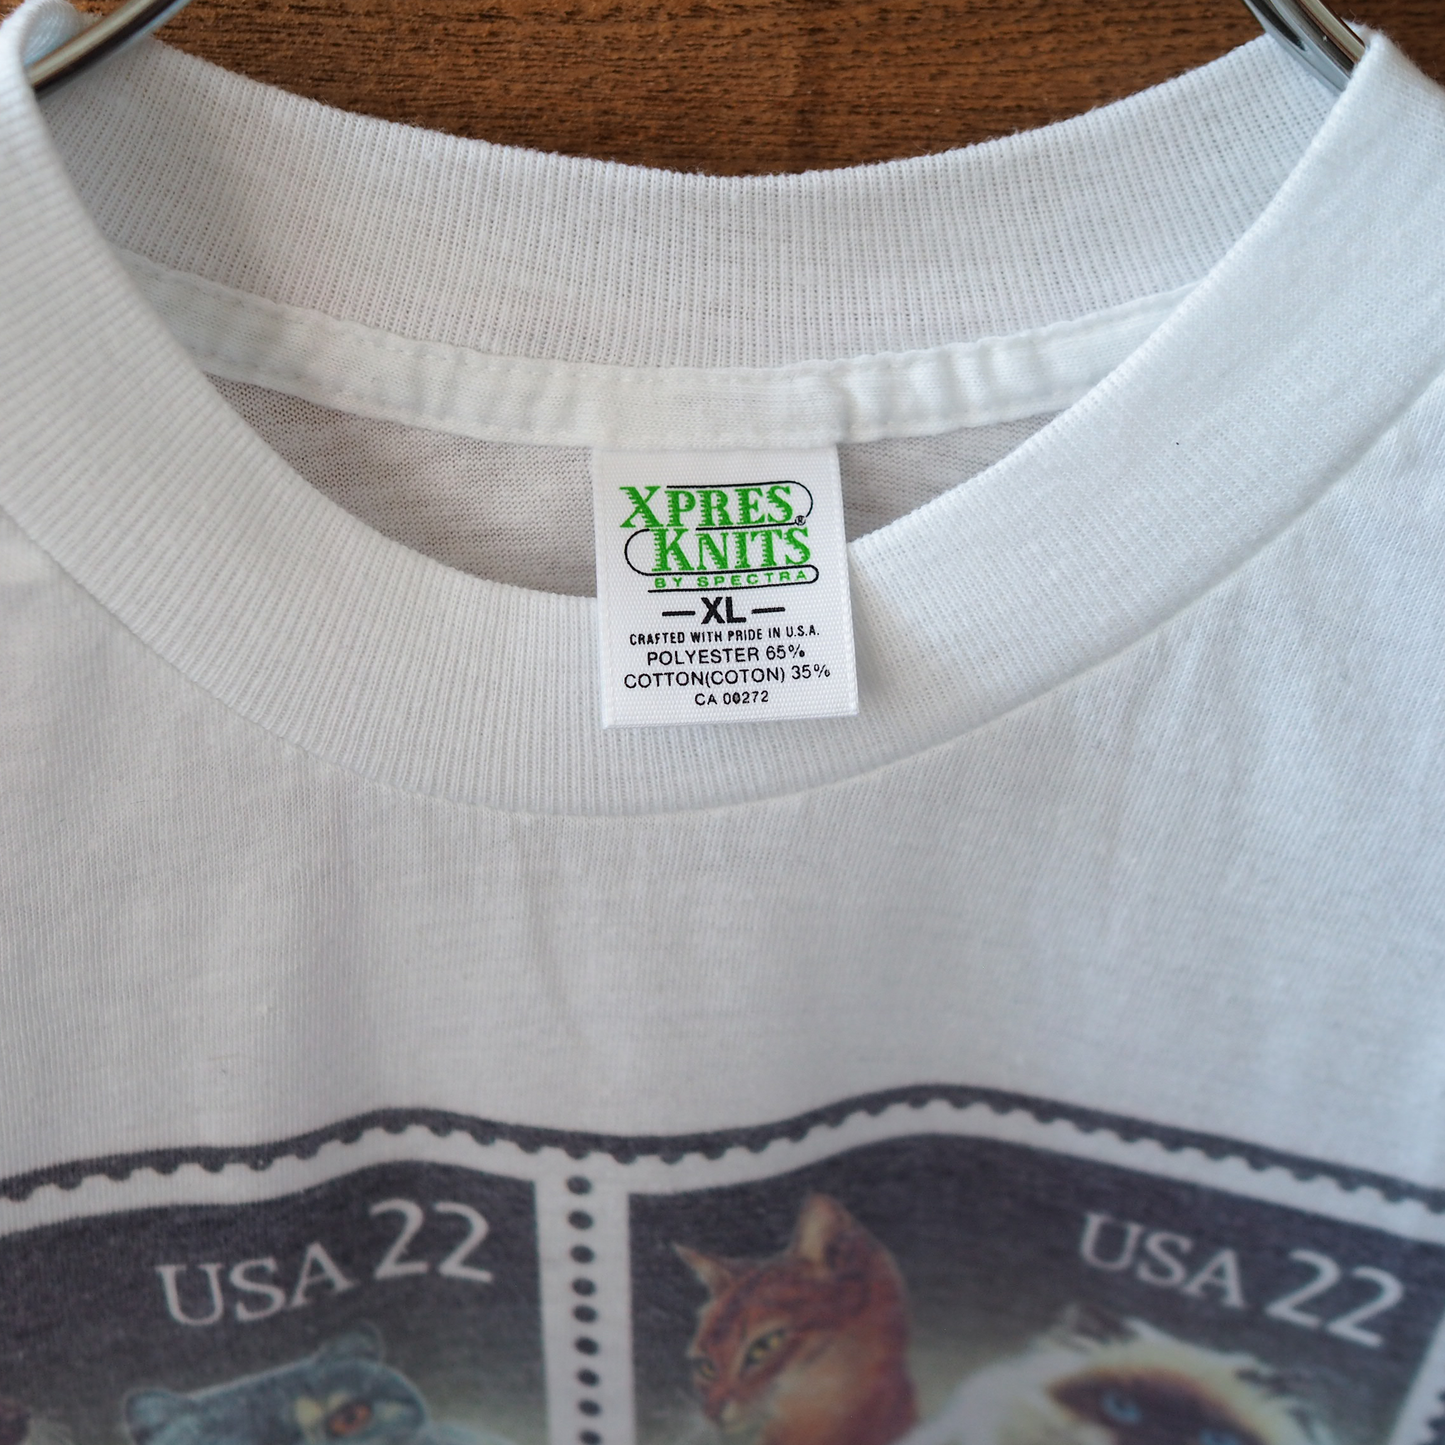 XPRES®
KNITS
BY SPECTRA
—XL—
CRAFTED WITH PRIDE IN U.S.A.
POLYESTER 65%
COTTON(COTON) 35%
CA 00272
USA 22
USA 22